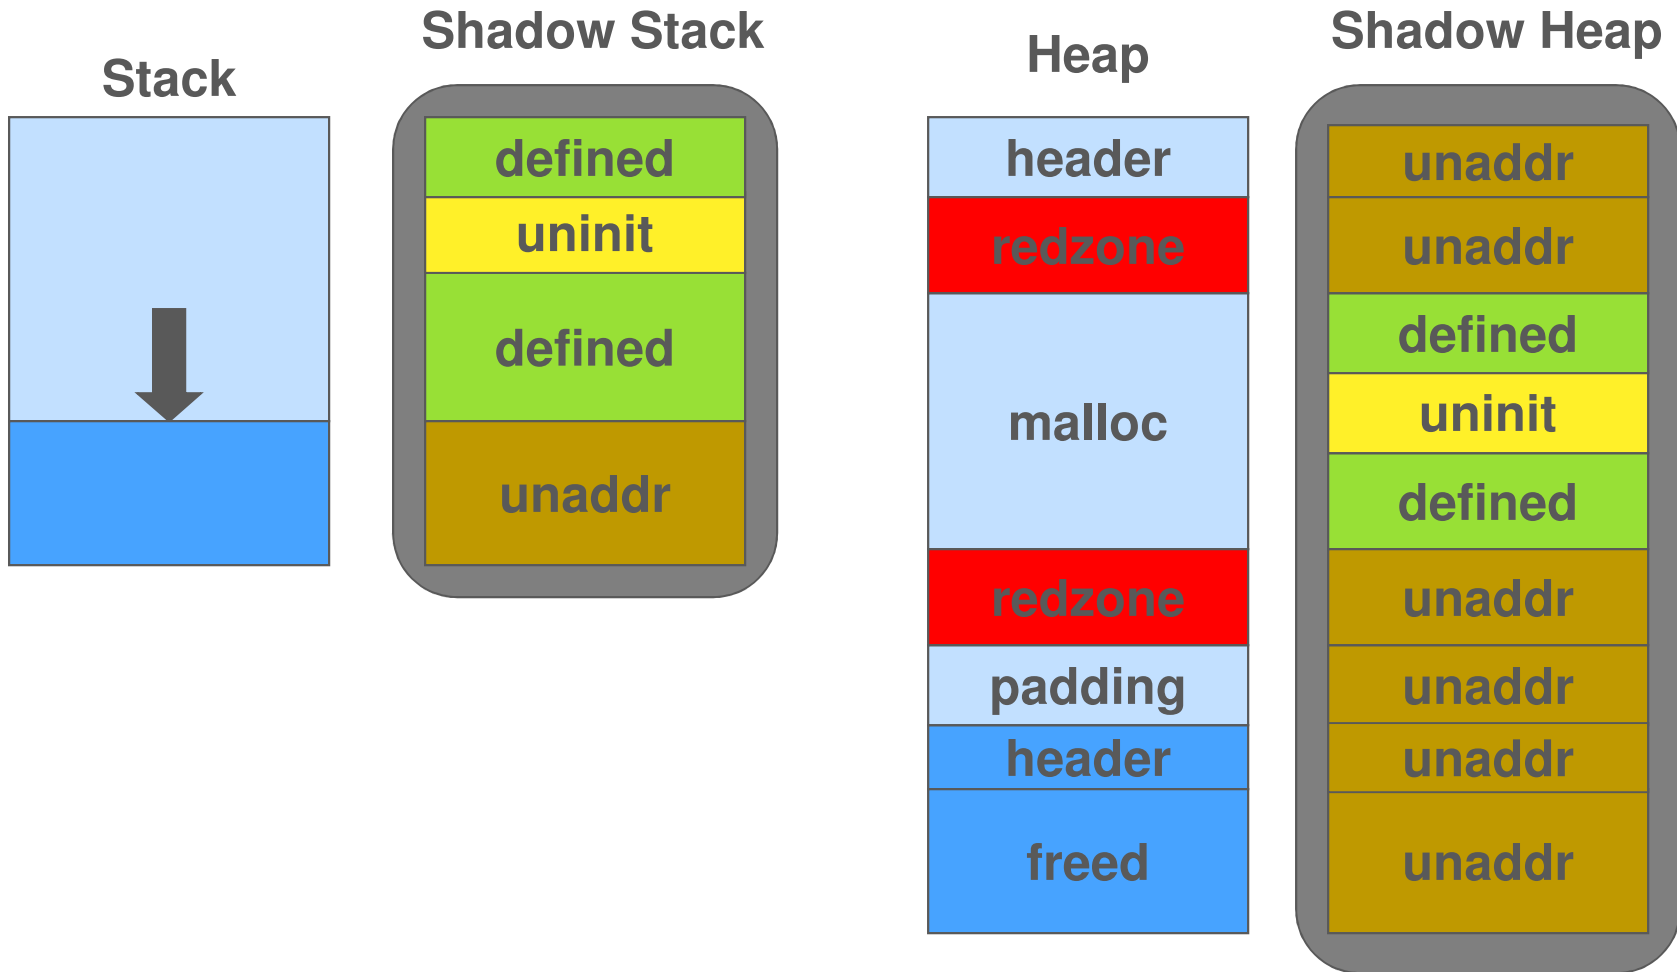 Stack
Shadow Stack
defined
uninit
defined
unaddr
Heap
header
redzone
malloc
redzone
padding
header
freed
Shadow Heap
unaddr
unaddr
defined
uninit
defined
unaddr
unaddr
unaddr
unaddr